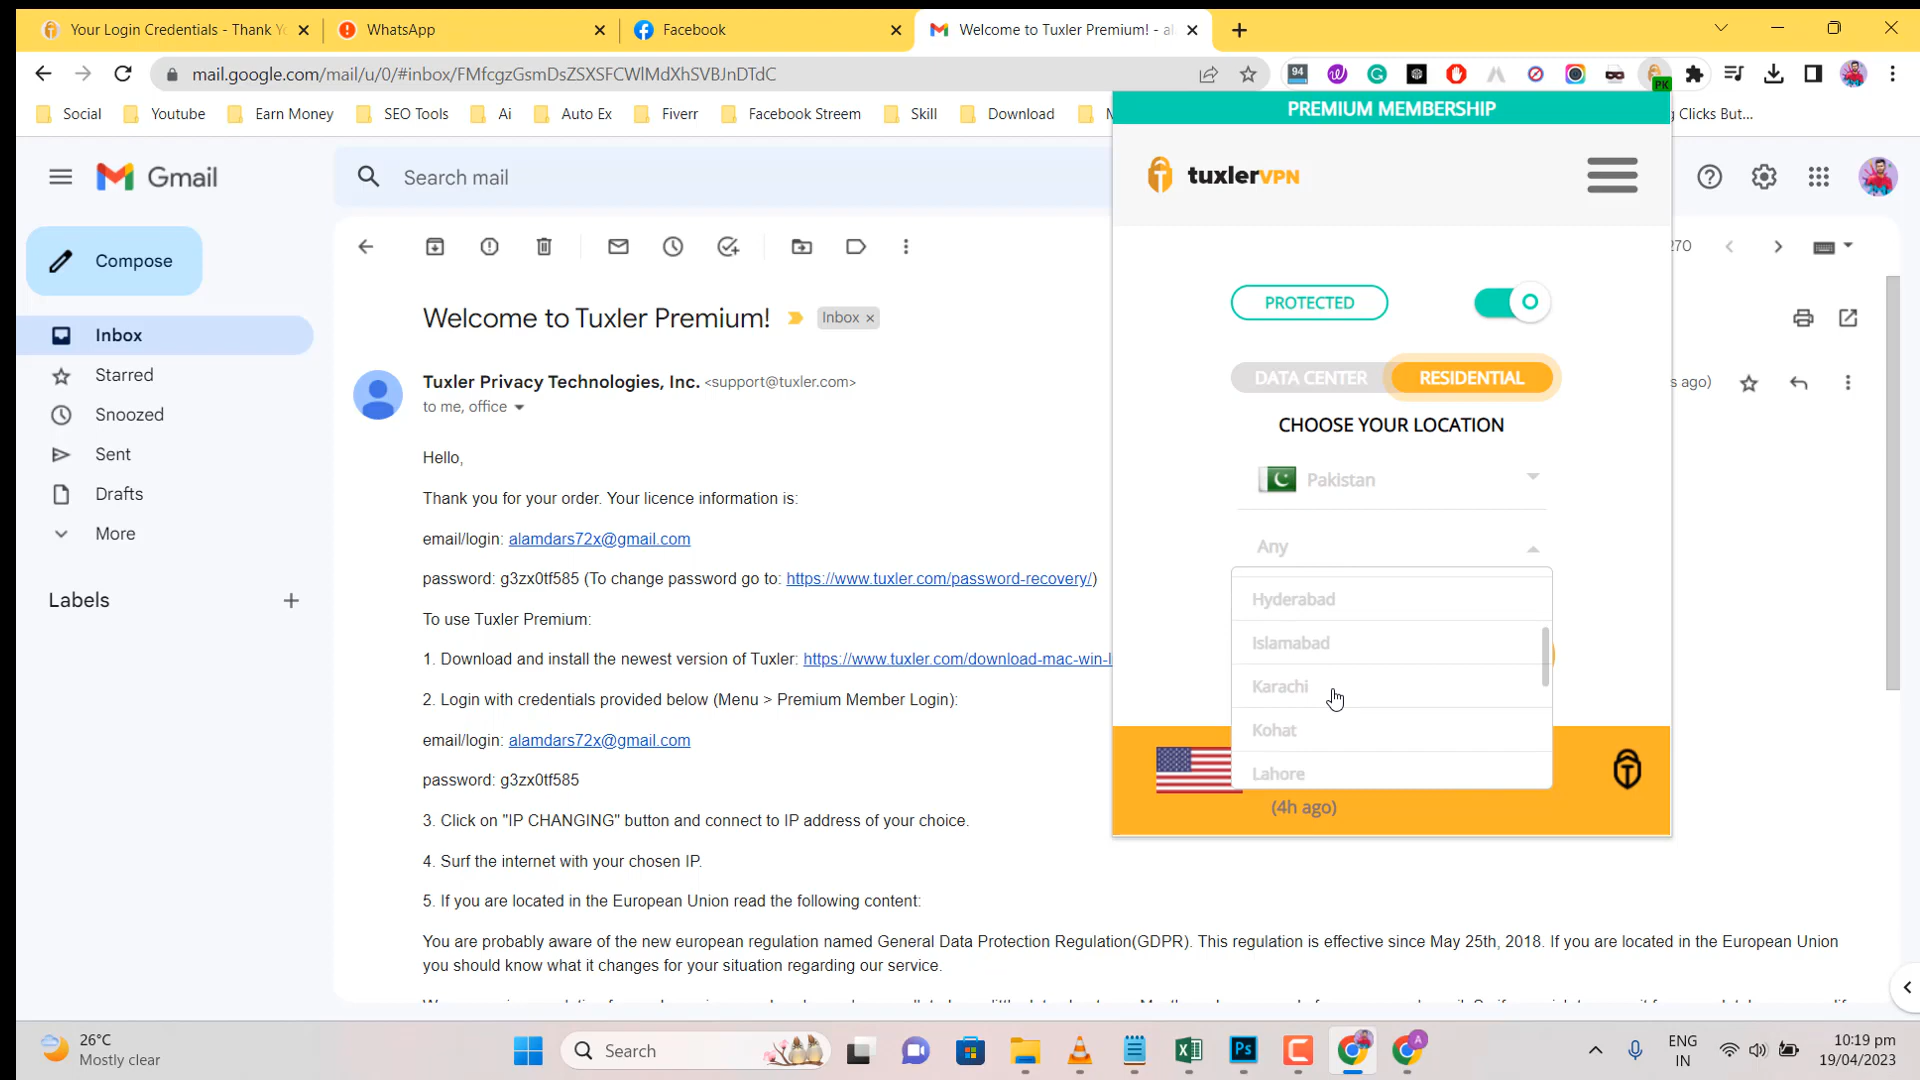 Your Login Credentials - Thank Y
WhatsApp
Facebook
Welcome to Tuxler Premium! - al
mail.google.com/mail/u/0/#inbox/FMfcgzGsmDsZSXSFCWlMdXhSVBJnDTdC
94
PK
Social
Youtube
Earn Money
SEO Tools
Ai
Auto Ex
Fiverr
Facebook Streem
Skill
Download
Clicks But...
PREMIUM MEMBERSHIP
Gmail
Search mail
tuxlerVPN
Compose
270
Inbox
Starred
Snoozed
Sent
Drafts
More
Labels
Welcome to Tuxler Premium!
Inbox
Tuxler Privacy Technologies, Inc. <support@tuxler.com>
s ago)
to me, office
Hello,
Thank you for your order. Your licence information is:
email/login: alamdars72x@gmail.com
password: g3zx0tf585 (To change password go to: https://www.tuxler.com/password-recovery/)
To use Tuxler Premium:
1. Download and install the newest version of Tuxler: https://www.tuxler.com/download-mac-win-l
2. Login with credentials provided below (Menu > Premium Member Login):
email/login: alamdars72x@gmail.com
password: g3zx0tf585
3. Click on "IP CHANGING" button and connect to IP address of your choice.
4. Surf the internet with your chosen IP.
5. If you are located in the European Union read the following content:
You are probably aware of the new european regulation named General Data Protection Regulation(GDPR). This regulation is effective since May 25th, 2018. If you are located in the European Union
you should know what it changes for your situation regarding our service.
PROTECTED
DATA CENTER
RESIDENTIAL
CHOOSE YOUR LOCATION
Pakistan
Any
Hyderabad
Islamabad
Karachi
Kohat
Lahore
(4h ago)
26°C
Mostly clear
Search
Ps
A
ENG
IN
10:19 pm
19/04/2023